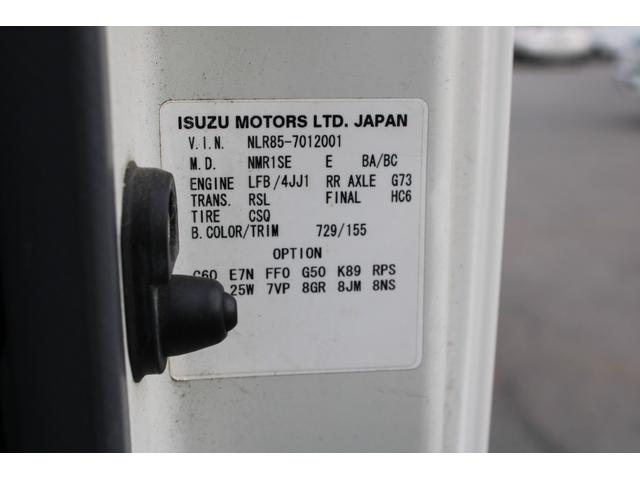 ISUZU MOTORS LTD. JAPAN
V.I.N. NLR85-7012001
M.D. NMR1SE E BA/BC
ENGINE LFB/4JJ1 RR AXLE G73
TRANS. RSL FINAL HC6
TIRE CSQ
B.COLOR/TRIM 729/155
OPTION
E7N FF0 G50 K89 RPS
25W 7VP 8GR 8JM 8NS